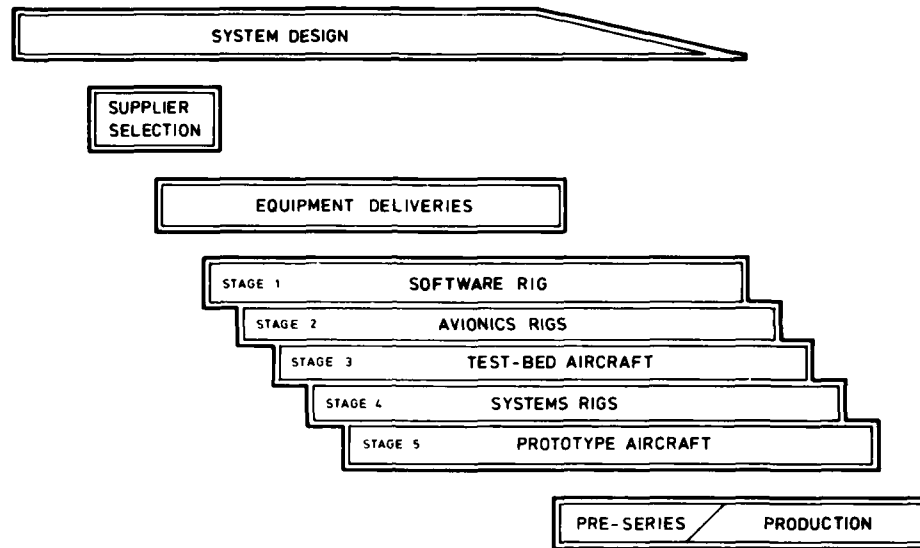 SYSTEM DESIGN
SUPPLIER
SELECTION
EQUIPMENT DELIVERIES
STAGE 1 SOFTWARE RIG
STAGE 2 AVIONICS RIGS
STAGE 3 TEST-BED AIRCRAFT
STAGE 4 SYSTEMS RIGS
STAGE 5 PROTOTYPE AIRCRAFT
PRE-SERIES PRODUCTION